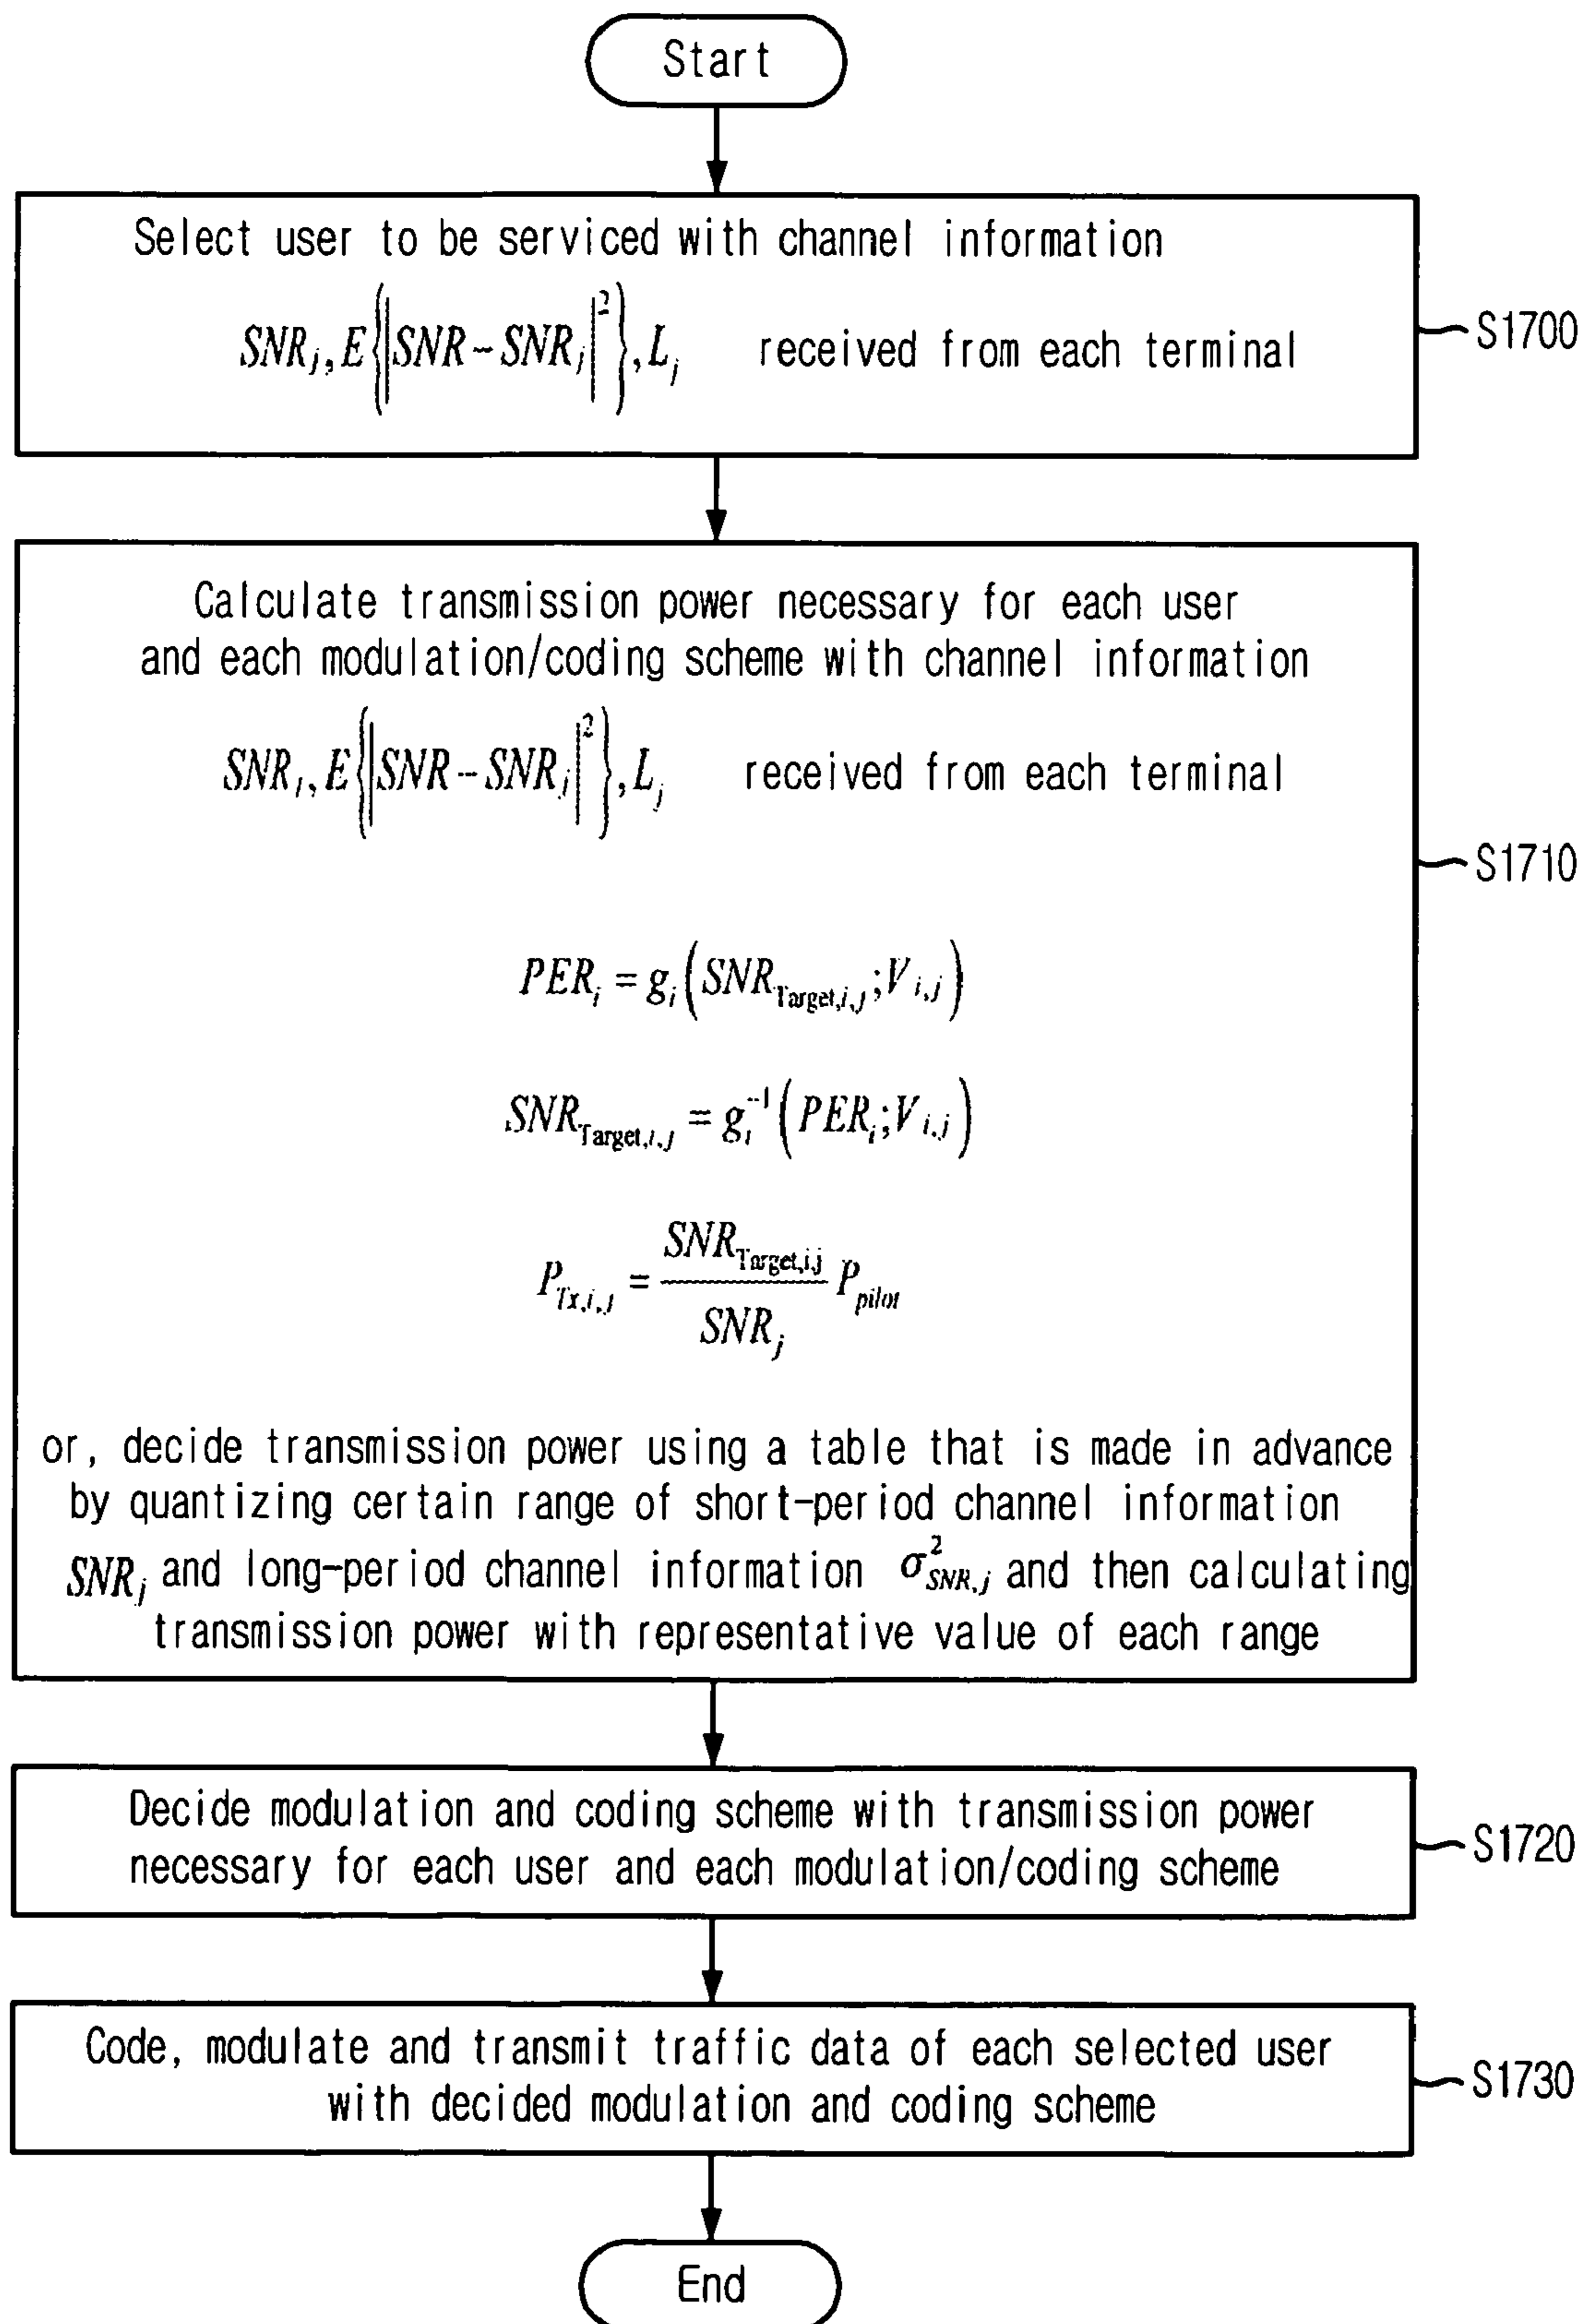 Start
Select user to be serviced with channel information
SNR_j, E{|SNR-SNR_j|^2}, L_j received from each terminal
S1700
Calculate transmission power necessary for each user
and each modulation/coding scheme with channel information
SNR_j, E{|SNR-SNR_j|^2}, L_j received from each terminal
S1710
PER_i = g_i(SNR_Target,i,j; V_i,j)
SNR_Target,i,j = g_i^-1(PER_i; V_i,j)
P_Tx,i,j = SNR_Target,i,j / SNR_j P_pilot
or, decide transmission power using a table that is made in advance
by quantizing certain range of short-period channel information
SNR_j and long-period channel information σ^2_SNR,j and then calculating
transmission power with representative value of each range
Decide modulation and coding scheme with transmission power
necessary for each user and each modulation/coding scheme
S1720
Code, modulate and transmit traffic data of each selected user
with decided modulation and coding scheme
S1730
End